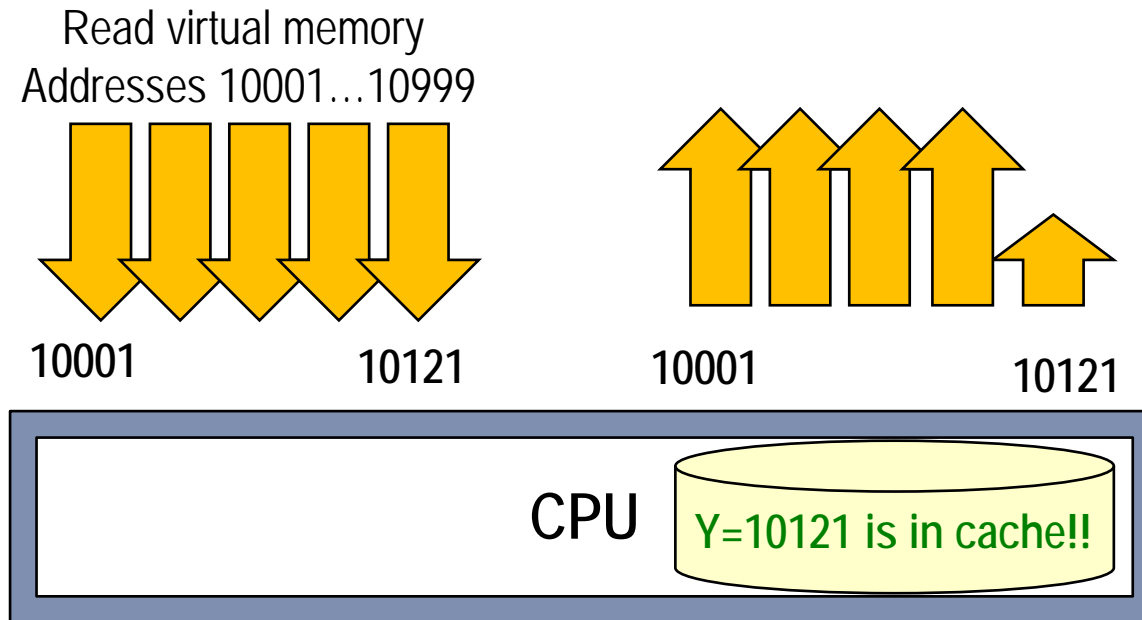 Read virtual memory
Addresses 10001…10999
10001
10121
10001
10121
CPU
Y=10121 is in cache!!